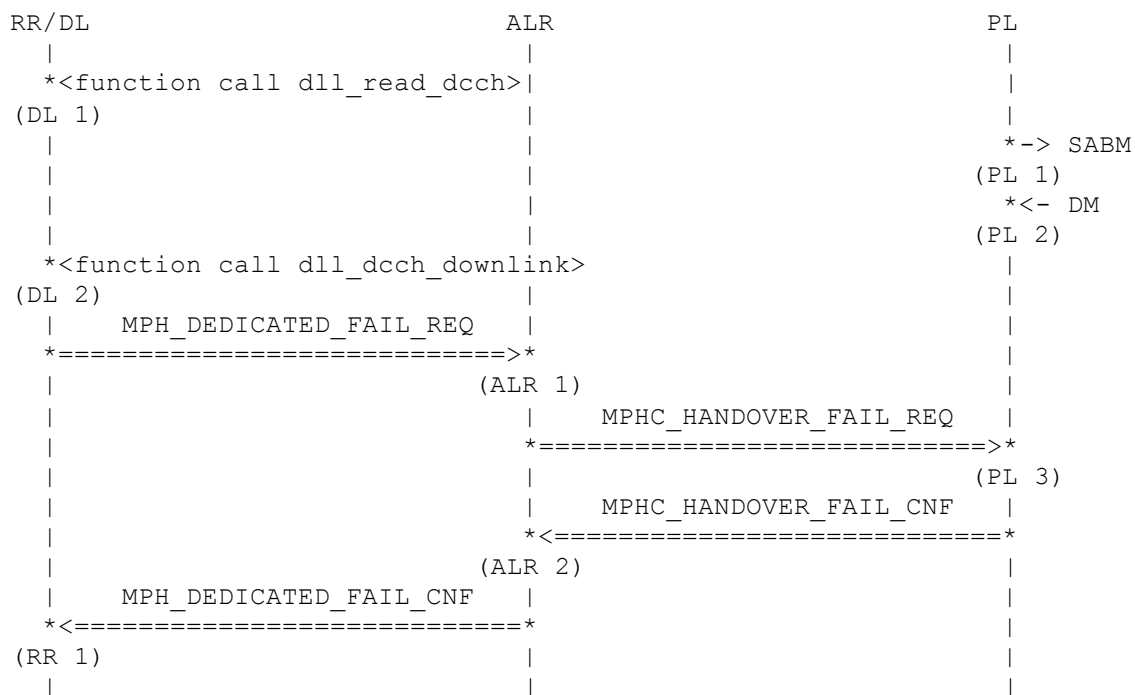 RR/DL ALR PL
*<function call dll_read_dcch>|
(DL 1)
*-> SABM
(PL 1)
*<- DM
(PL 2)
*<function call dll_dcch_downlink>
(DL 2)
MPH_DEDICATED_FAIL_REQ
*============================>*
(ALR 1)
MPHC_HANDOVER_FAIL_REQ
*============================>*
(PL 3)
MPHC_HANDOVER_FAIL_CNF
*<============================*
(ALR 2)
MPH_DEDICATED_FAIL_CNF
*<============================*
(RR 1)